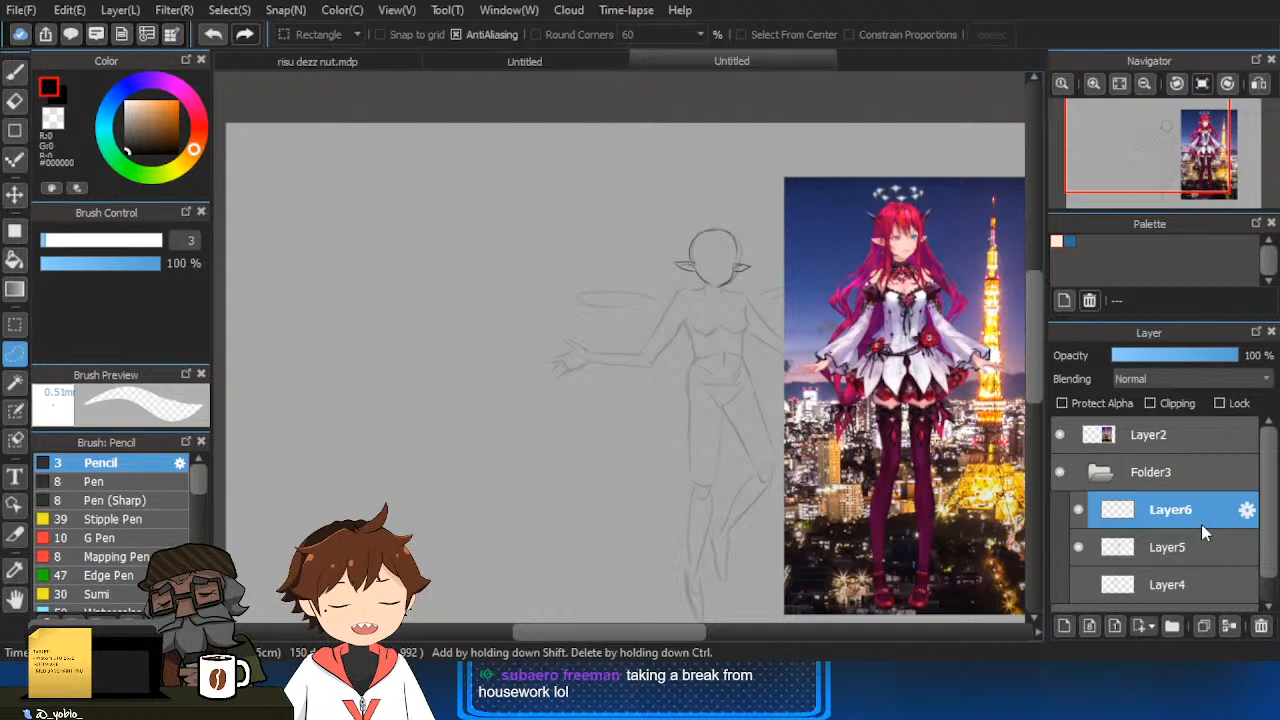 File(F) Edit(E) Layer(L) Filter(R) Select(S) Snap(N) Color(C) View(V) Tool(T) Window(W) Cloud Time-lapse Help
Rectangle Snap to grid AntiAliasing Round Corners 60 % Select From Center Constrain Proportions
Color
risu dezz nut.mdp Untitled Untitled
Navigator
R:0
G:0
B:0
#000000
Brush Control
3
100 %
Palette
---
Layer
Opacity 100 %
Blending Normal
Protect Alpha Clipping Lock
Brush Preview
Layer2
Brush: Pencil
3 Pencil
8 Pen
8 Pen (Sharp)
39 Stipple Pen
10 G Pen
8 Mapping Pen
47 Edge Pen
30 Sumi
Folder3
Layer6
Layer5
Layer4
Add by holding down Shift. Delete by holding down Ctrl.
subaero freeman taking a break from
housework lol